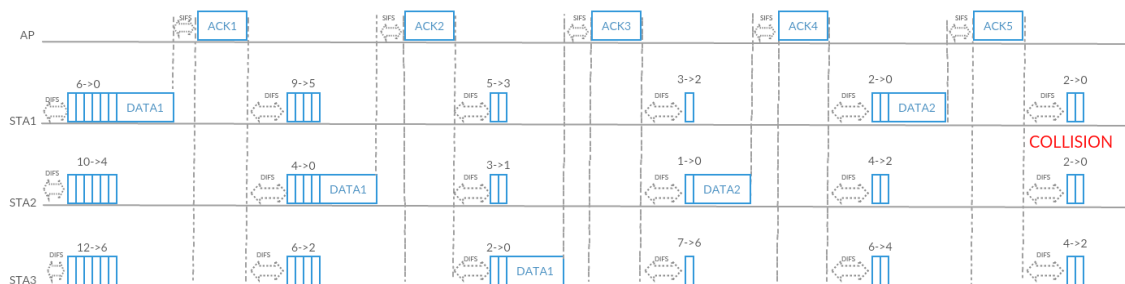 SIFS ACK1 SIFS ACK2 SIFS ACK3 SIFS ACK4 SIFS ACK5
AP
6->0 9->5 5->3 3->2 2->0 2->0
DIFS DATA1 DIFS DIFS DIFS DIFS DATA2 DIFS
STA1
COLLISION
10->4 4->0 3->1 1->0 4->2 2->0
DIFS DIFS DATA1 DIFS DIFS DATA2 DIFS DIFS
STA2
12->6 6->2 2->0 7->6 6->4 4->2
DIFS DIFS DIFS DATA1 DIFS DIFS DIFS
STA3